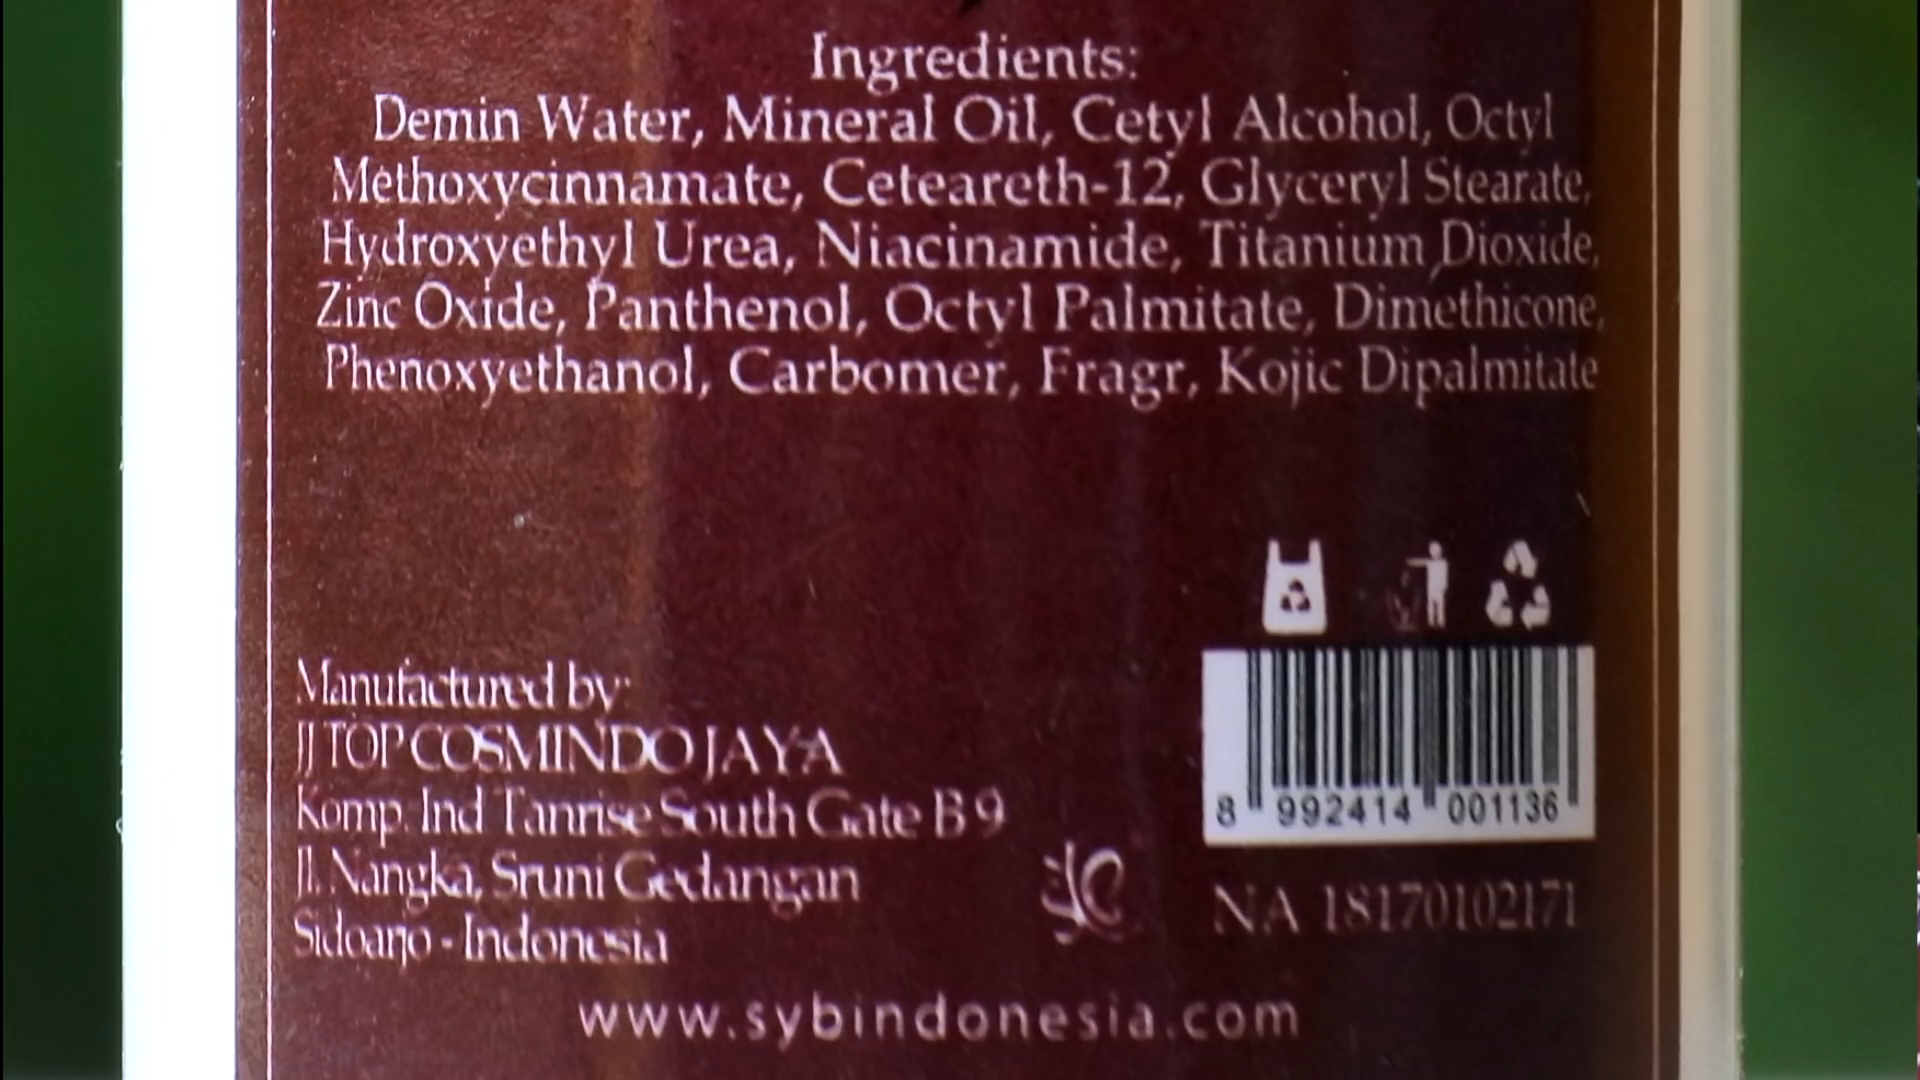 Ingredients:
Demin Water, Mineral Oil, Cetyl Alcohol, Octyl
Methoxycinnamate, Ceteareth-12, Glyceryl Stearate,
Hydroxyethyl Urea, Niacinamide, Titanium Dioxide,
Zinc Oxide, Panthenol, Octyl Palmitate, Dimethicone,
Phenoxyethanol, Carbomer, Fragr, Kojic Dipalmitate
Manufactured by:
JJ TOP COSMINDO JAYA
Komp. Ind Tanrise South Gate B 9
Jl. Nangka, Sruni Gedangan
Sidoarjo - Indonesia
8 992414 001136
NA 18170102171
www.sybindonesia.com